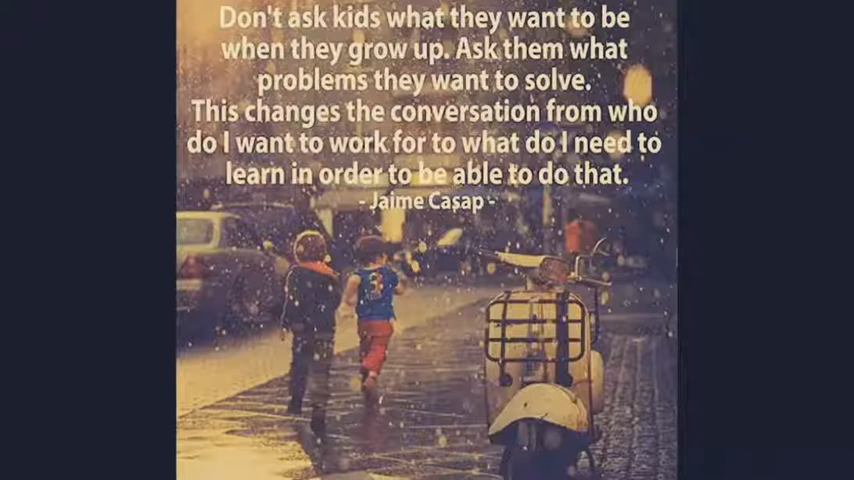 Don't ask kids what they want to be
when they grow up. Ask them what
problems they want to solve.
This changes the conversation from who
do I want to work for to what do I need to
learn in order to be able to do that.
- Jaime Casap -
3